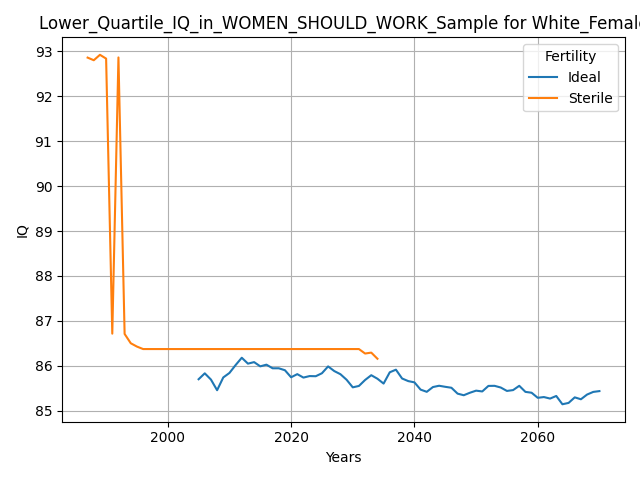 Lower_Quartile_IQ_in_WOMEN_SHOULD_WORK_Sample for White_Female
93
92
91
90
89
88
87
86
85
IQ
Fertility
Ideal
Sterile
2000
2020
2040
2060
Years